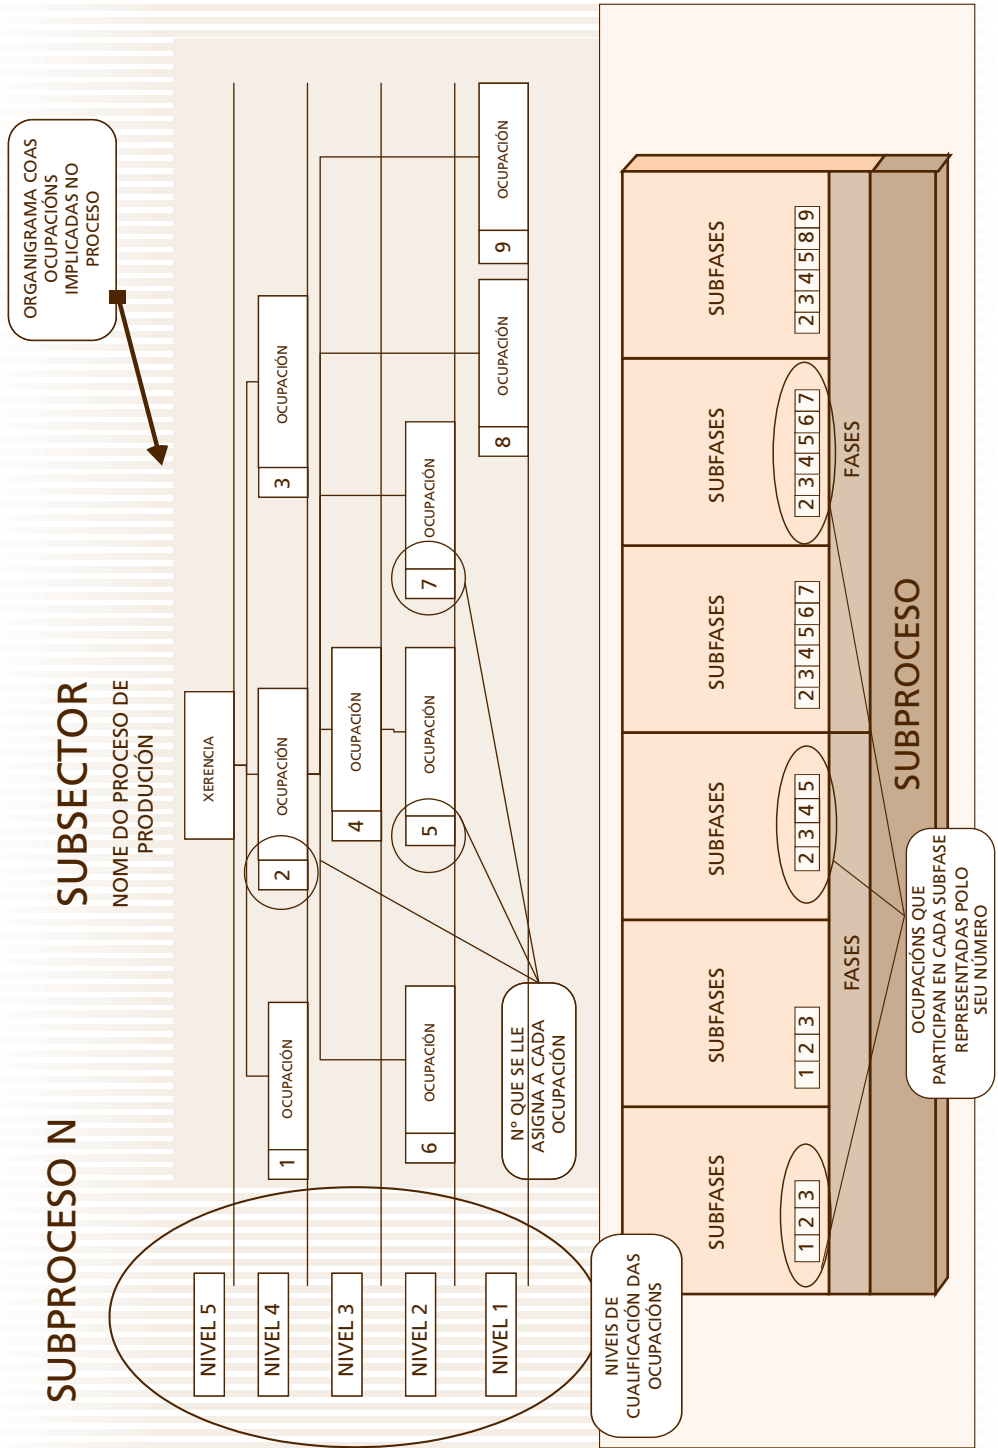 SUBPROCESO N
SUBSECTOR
NOME DO PROCESO DE
PRODUCIÓN
ORGANIGRAMA COAS
OCUPACIÓNS
IMPLICADAS NO
PROCESO
NIVEL 5
XERENCIA
NIVEL 4
1
OCUPACIÓN
2
OCUPACIÓN
3
OCUPACIÓN
NIVEL 3
4
OCUPACIÓN
NIVEL 2
6
OCUPACIÓN
5
OCUPACIÓN
7
OCUPACIÓN
NIVEL 1
8
OCUPACIÓN
9
OCUPACIÓN
Nº QUE SE LLE
ASIGNA A CADA
OCUPACIÓN
NIVEIS DE
CUALIFICACIÓN DAS
OCUPACIÓNS
SUBFASES
SUBFASES
SUBFASES
SUBFASES
SUBFASES
SUBFASES
1 2 3
1 2 3
2 3 4 5
2 3 4 5 6 7
2 3 4 5 6 7
2 3 4 5 8 9
FASES
FASES
SUBPROCESO
OCUPACIÓNS QUE
PARTICIPAN EN CADA SUBFASE
REPRESENTADAS POLO
SEU NÚMERO